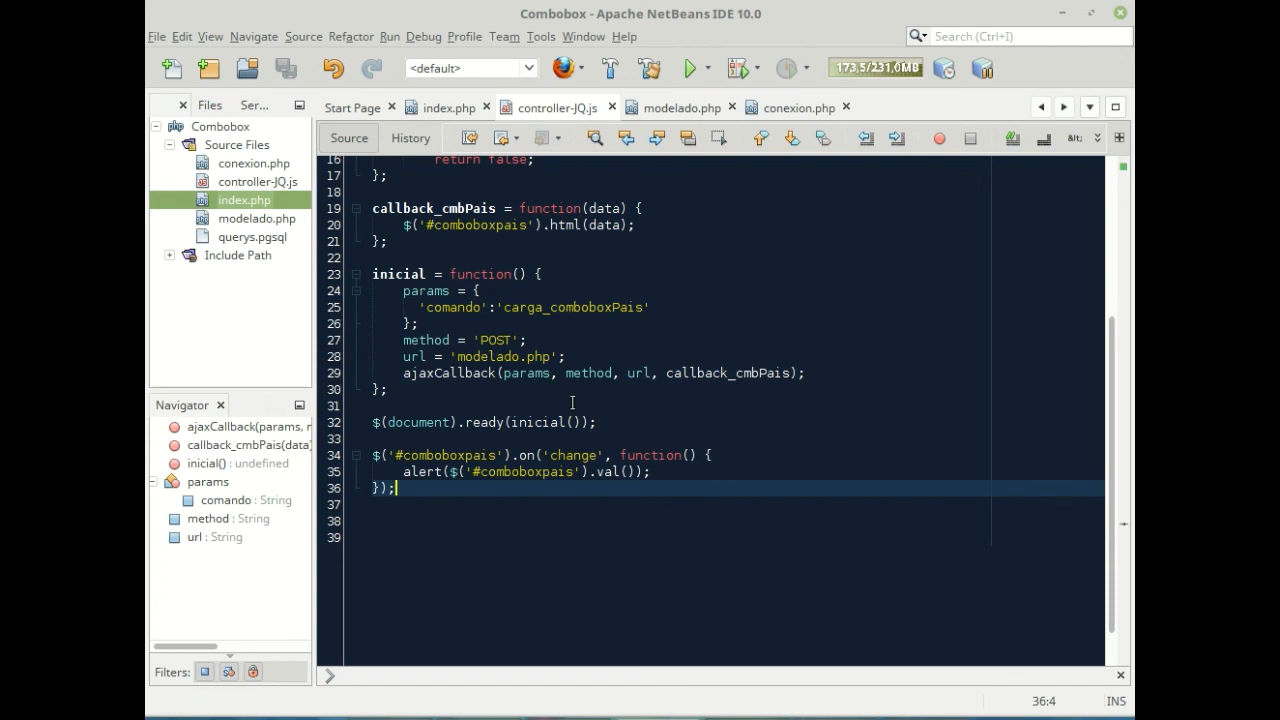 Combobox - Apache NetBeans IDE 10.0
File Edit View Navigate Source Refactor Run Debug Profile Team Tools Window Help
Search (Ctrl+I)
<default>
173,5/231,0MB
Files Ser...
Start Page index.php controller-JQ.js modelado.php conexion.php
Combobox
Source Files
conexion.php
controller-JQ.js
index.php
modelado.php
querys.pgsql
Include Path
Navigator
ajaxCallback(params, m
callback_cmbPais(data)
inicial() : undefined
params
comando : String
method : String
url : String
Filters:
Source History
&lt:
16 return false;
17 };
18
19 callback_cmbPais = function(data) {
20 $('#comboboxpais').html(data);
21 };
22
23 inicial = function() {
24 params = {
25 'comando':'carga_comboboxPais'
26 };
27 method = 'POST';
28 url = 'modelado.php';
29 ajaxCallback(params, method, url, callback_cmbPais);
30 };
31
32 $(document).ready(inicial());
33
34 $('#comboboxpais').on('change', function() {
35 alert($('#comboboxpais').val());
36 });
37
38
39
36:4 INS